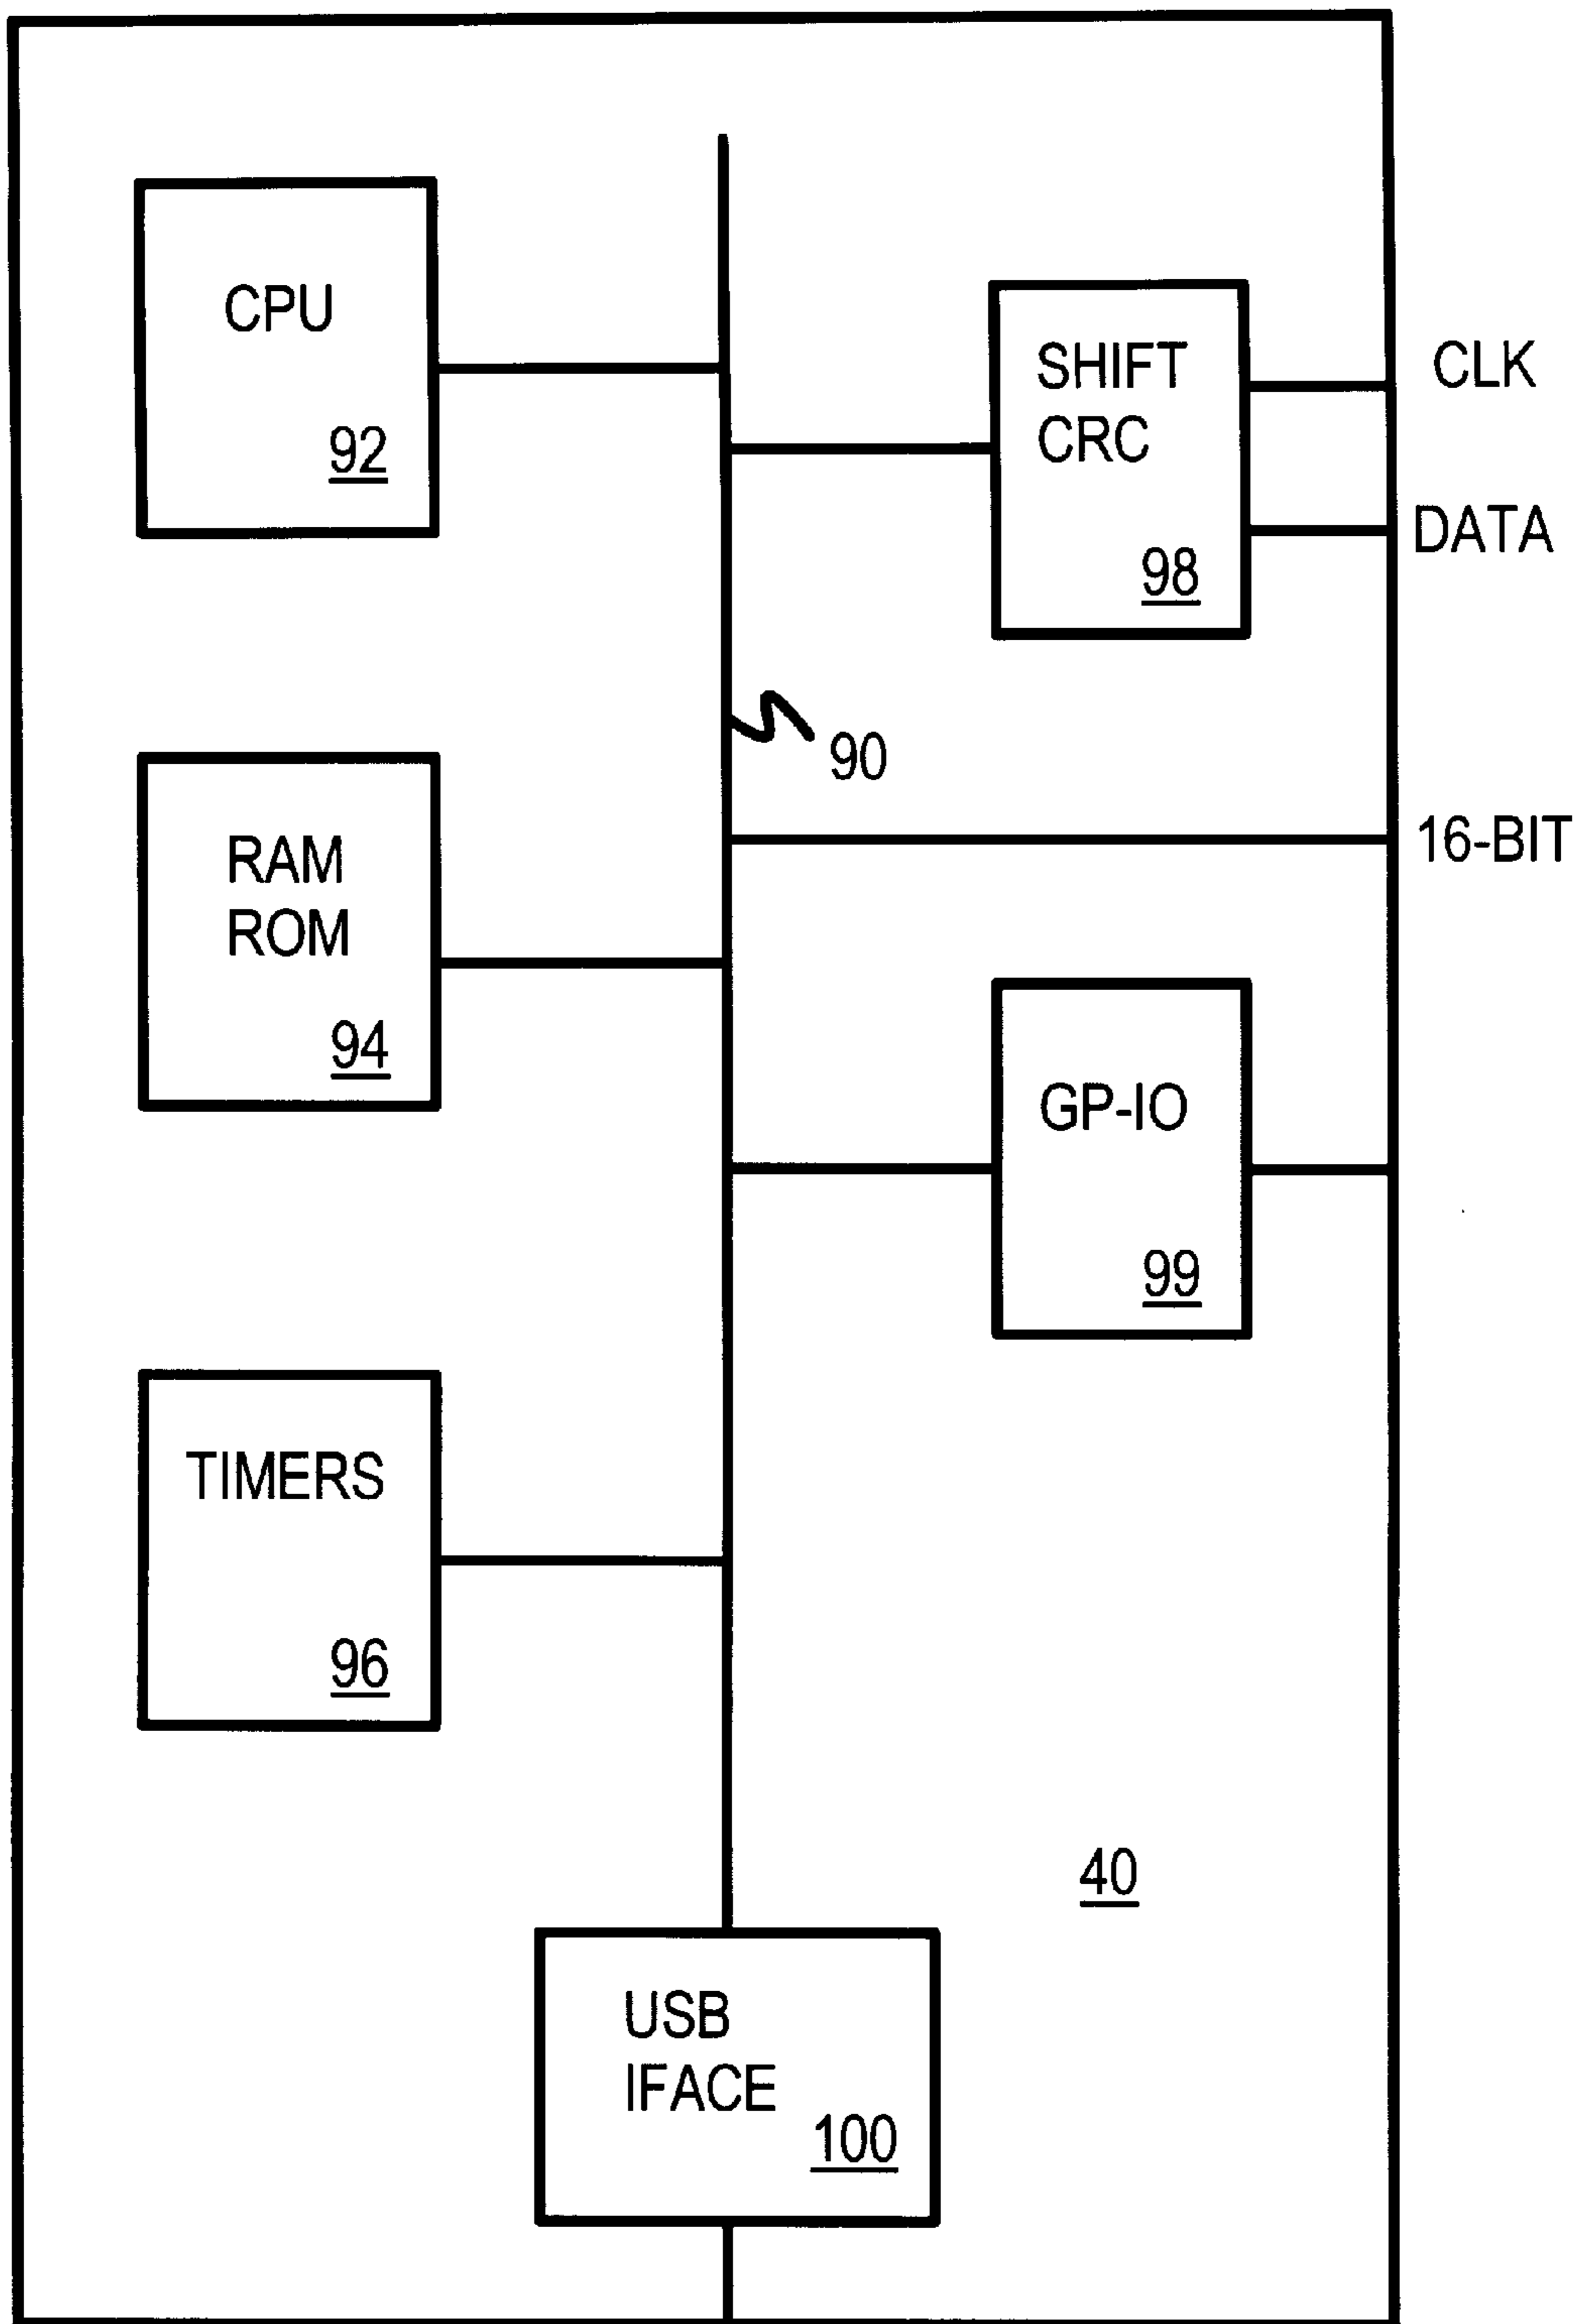 CPU
92
SHIFT
CRC
98
CLK
DATA
90
16-BIT
RAM
ROM
94
GP-IO
99
TIMERS
96
40
USB
IFACE
100